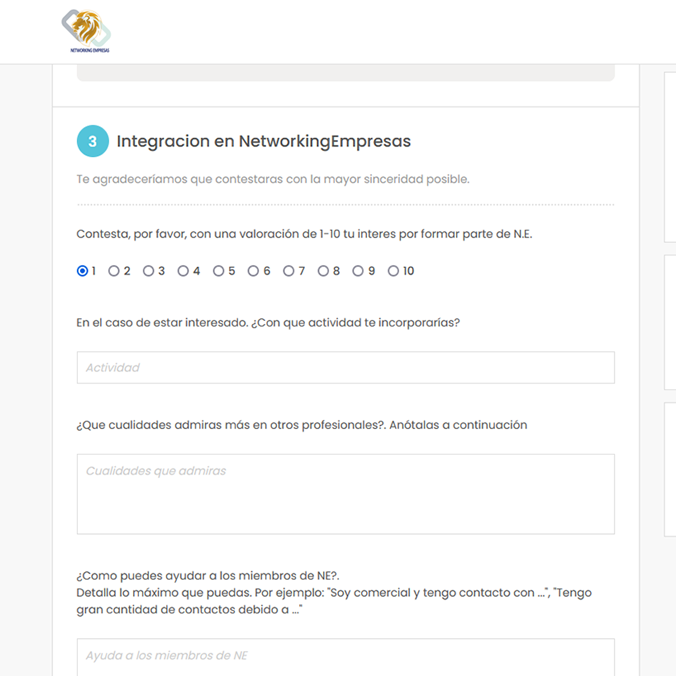 NETWORKING EMPRESAS
3 Integracion en NetworkingEmpresas
Te agradeceríamos que contestaras con la mayor sinceridad posible.
Contesta, por favor, con una valoración de 1-10 tu interes por formar parte de N.E.
1 2 3 4 5 6 7 8 9 10
En el caso de estar interesado. ¿Con que actividad te incorporarías?
Actividad
¿Que cualidades admiras más en otros profesionales?. Anótalas a continuación
Cualidades que admiras
¿Como puedes ayudar a los miembros de NE?.
Detalla lo máximo que puedas. Por ejemplo: "Soy comercial y tengo contacto con ...", "Tengo
gran cantidad de contactos debido a ..."
Ayuda a los miembros de NE